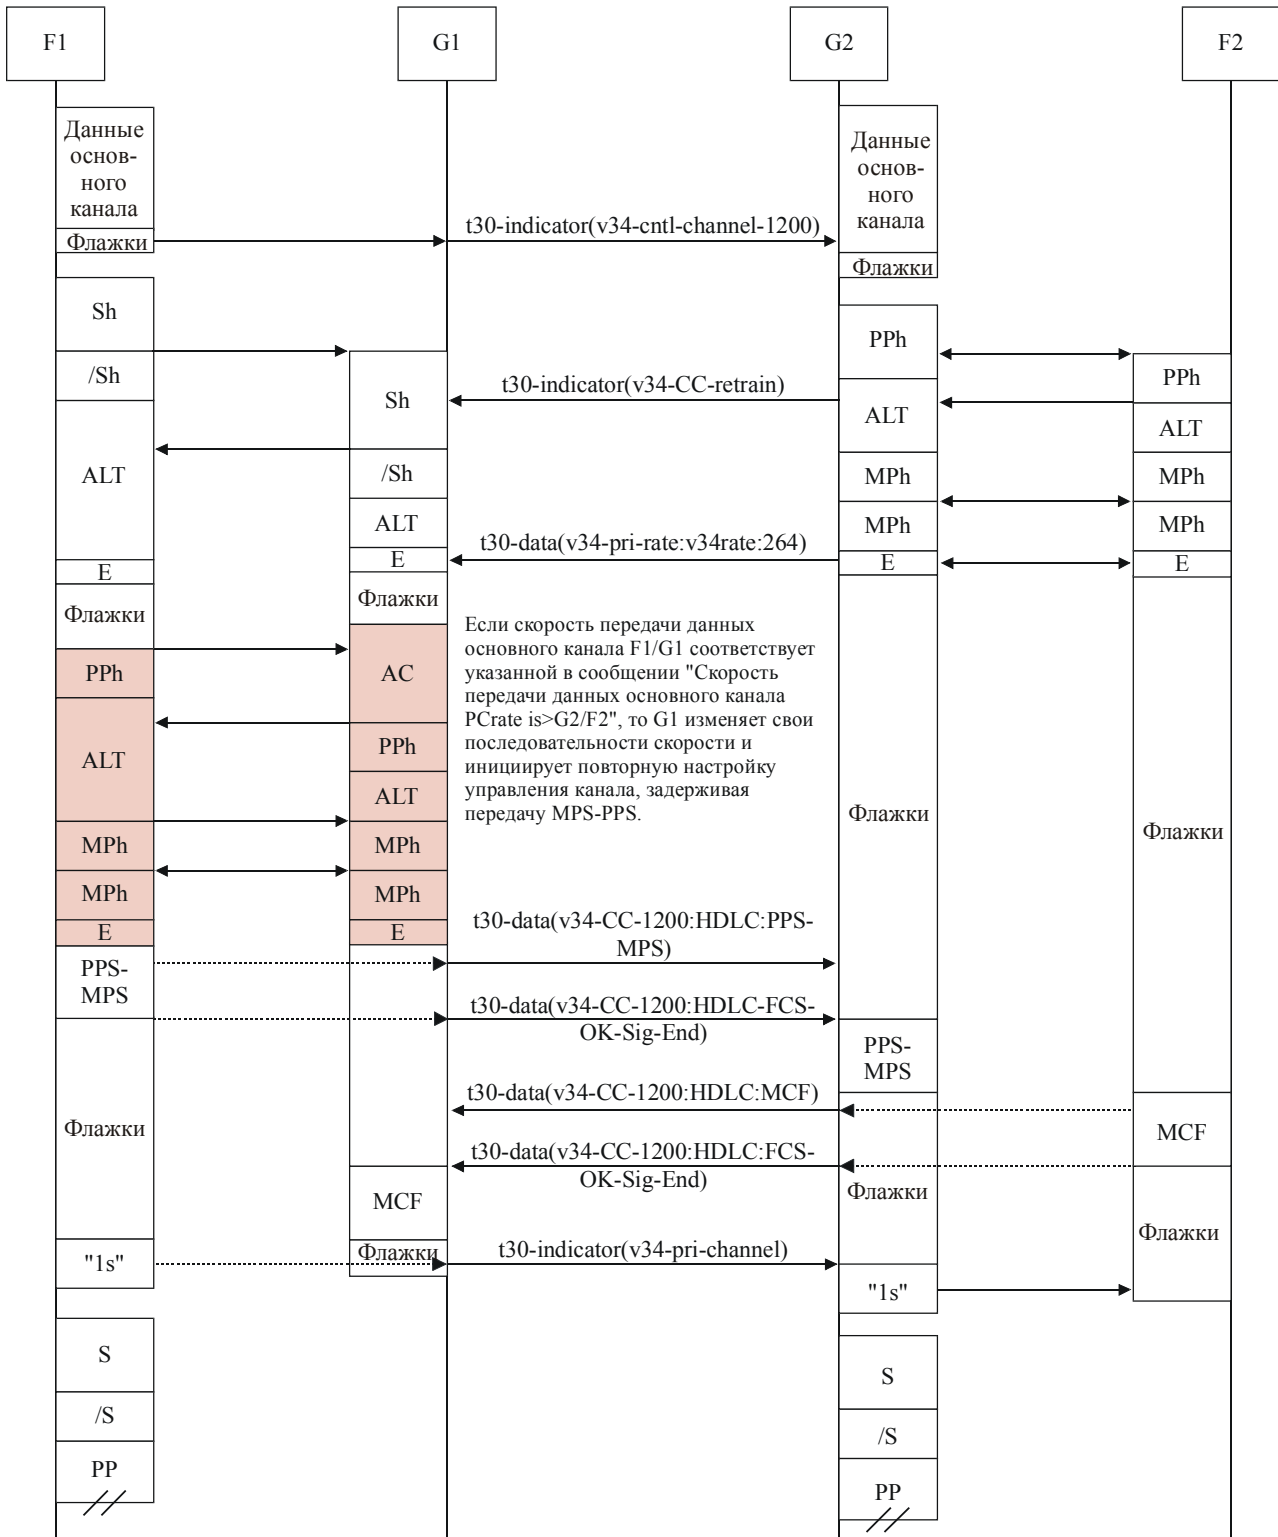 F1
G1
G2
F2
Данные
основ-
ного
канала
Флажки
Данные
основ-
ного
канала
Флажки
t30-indicator(v34-cntl-channel-1200)
Sh
/Sh
ALT
E
Флажки
PPh
ALT
MPh
MPh
E
PPS-
MPS
Флажки
"1s"
S
/S
PP
Sh
/Sh
ALT
E
Флажки
AC
PPh
ALT
MPh
MPh
E
MCF
Флажки
t30-indicator(v34-CC-retrain)
t30-data(v34-pri-rate:v34rate:264)
Если скорость передачи данных
основного канала F1/G1 соответствует
указанной в сообщении "Скорость
передачи данных основного канала
PCrate is>G2/F2", то G1 изменяет свои
последовательности скорости и
инициирует повторную настройку
управления канала, задерживая
передачу MPS-PPS.
t30-data(v34-CC-1200:HDLC:PPS-
MPS)
t30-data(v34-CC-1200:HDLC-FCS-
OK-Sig-End)
t30-data(v34-CC-1200:HDLC:MCF)
t30-data(v34-CC-1200:HDLC:FCS-
OK-Sig-End)
t30-indicator(v34-pri-channel)
PPh
ALT
MPh
MPh
E
Флажки
PPS-
MPS
Флажки
"1s"
S
/S
PP
PPh
ALT
MPh
MPh
E
Флажки
MCF
Флажки